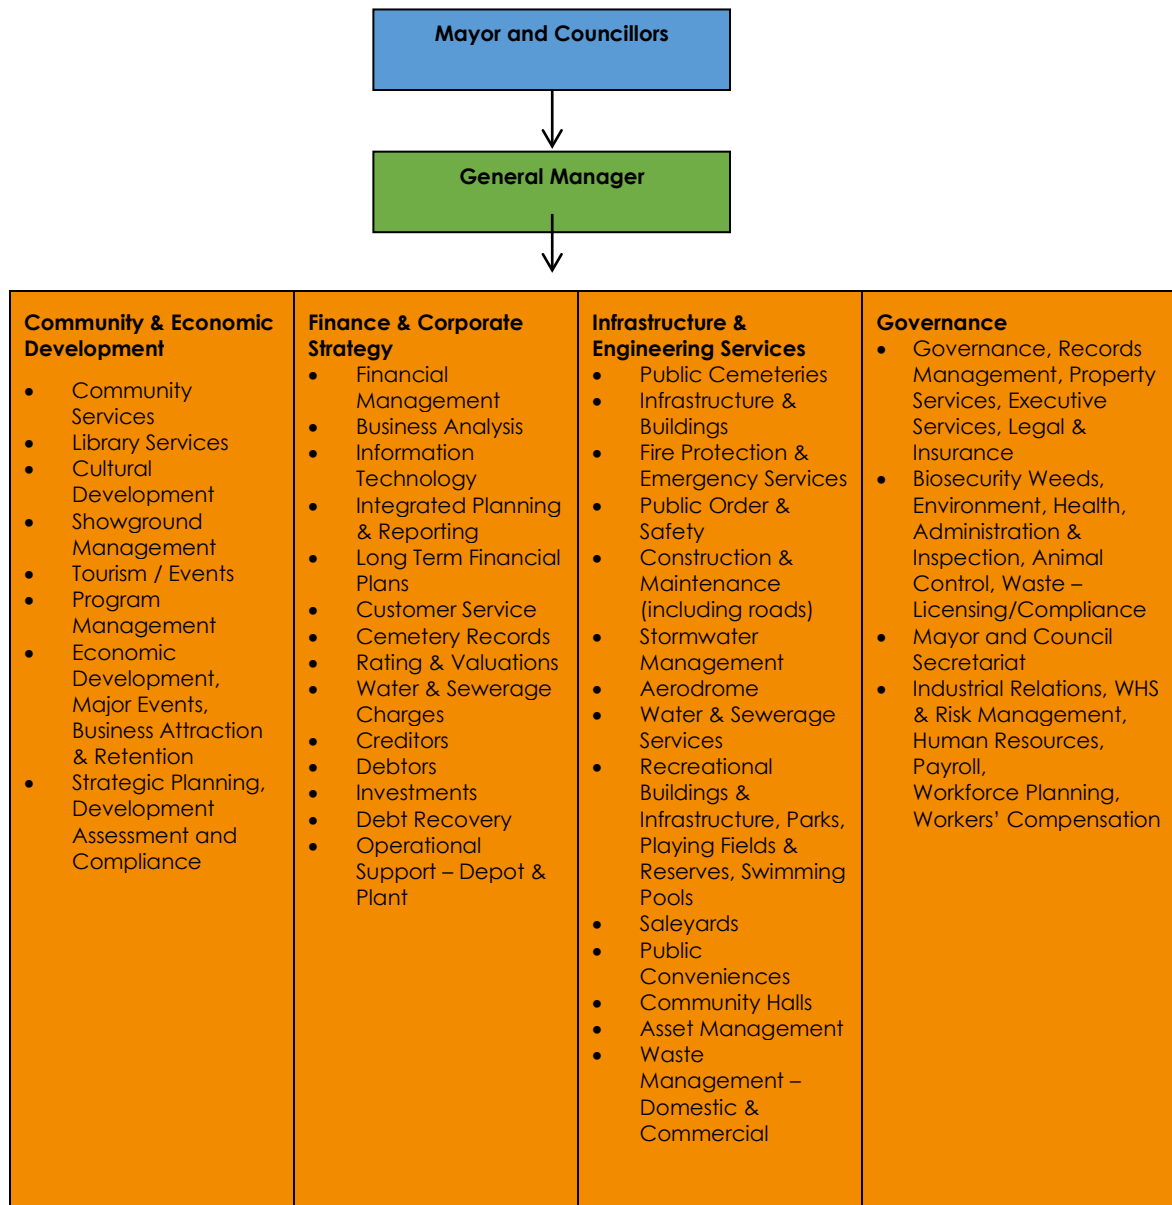 Mayor and Councillors
General Manager
Community & Economic
Development
• Community
Services
• Library Services
• Cultural
Development
• Showground
Management
• Tourism / Events
• Program
Management
• Economic
Development,
Major Events,
Business Attraction
& Retention
• Strategic Planning,
Development
Assessment and
Compliance
Finance & Corporate
Strategy
• Financial
Management
• Business Analysis
• Information
Technology
• Integrated Planning
& Reporting
• Long Term Financial
Plans
• Customer Service
• Cemetery Records
• Rating & Valuations
• Water & Sewerage
Charges
• Creditors
• Debtors
• Investments
• Debt Recovery
• Operational
Support – Depot &
Plant
Infrastructure &
Engineering Services
• Public Cemeteries
• Infrastructure &
Buildings
• Fire Protection &
Emergency Services
• Public Order &
Safety
• Construction &
Maintenance
(including roads)
• Stormwater
Management
• Aerodrome
• Water & Sewerage
Services
• Recreational
Buildings &
Infrastructure, Parks,
Playing Fields &
Reserves, Swimming
Pools
• Saleyards
• Public
Conveniences
• Community Halls
• Asset Management
• Waste
Management –
Domestic &
Commercial
Governance
• Governance, Records
Management, Property
Services, Executive
Services, Legal &
Insurance
• Biosecurity Weeds,
Environment, Health,
Administration &
Inspection, Animal
Control, Waste –
Licensing/Compliance
• Mayor and Council
Secretariat
• Industrial Relations, WHS
& Risk Management,
Human Resources,
Payroll,
Workforce Planning,
Workers’ Compensation